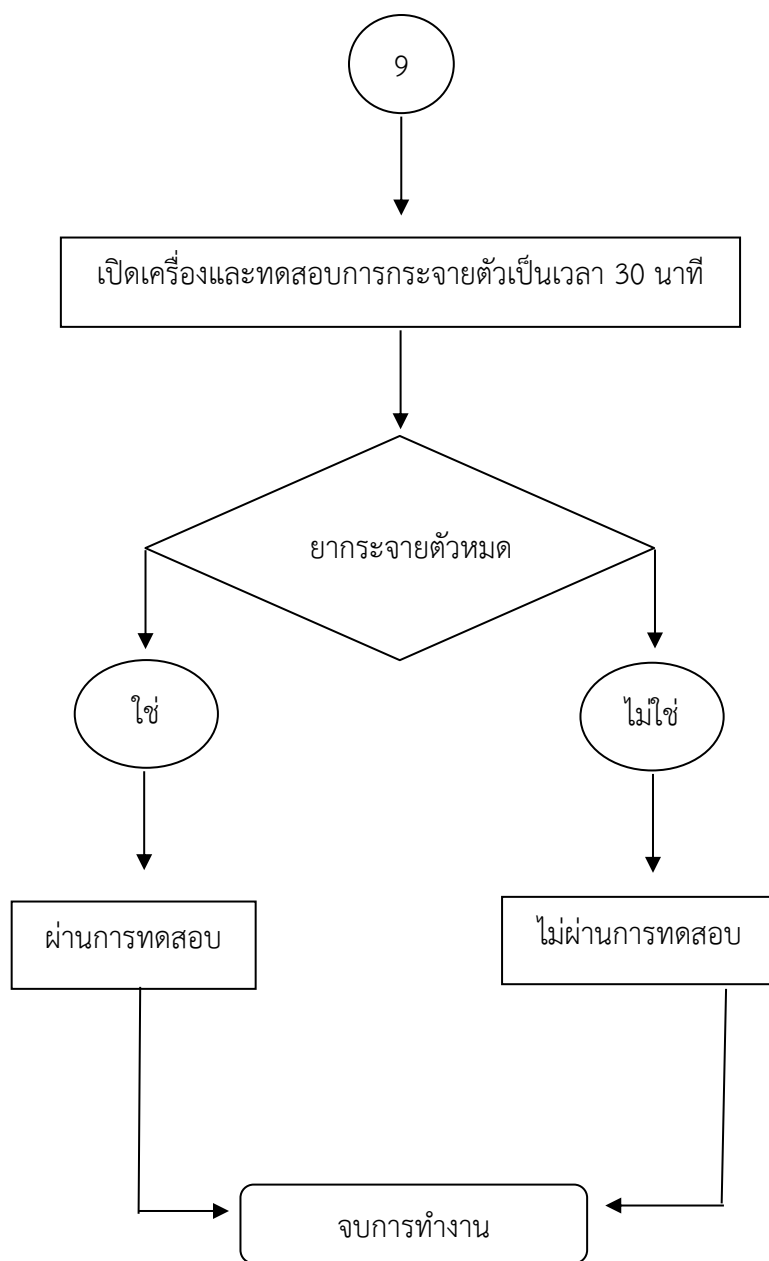 9
เปิดเครื่องและทดสอบการกระจายตัวเป็นเวลา 30 นาที
ยากระจายตัวหมด
ใช่
ไม่ใช่
ผ่านการทดสอบ
ไม่ผ่านการทดสอบ
จบการทำงาน